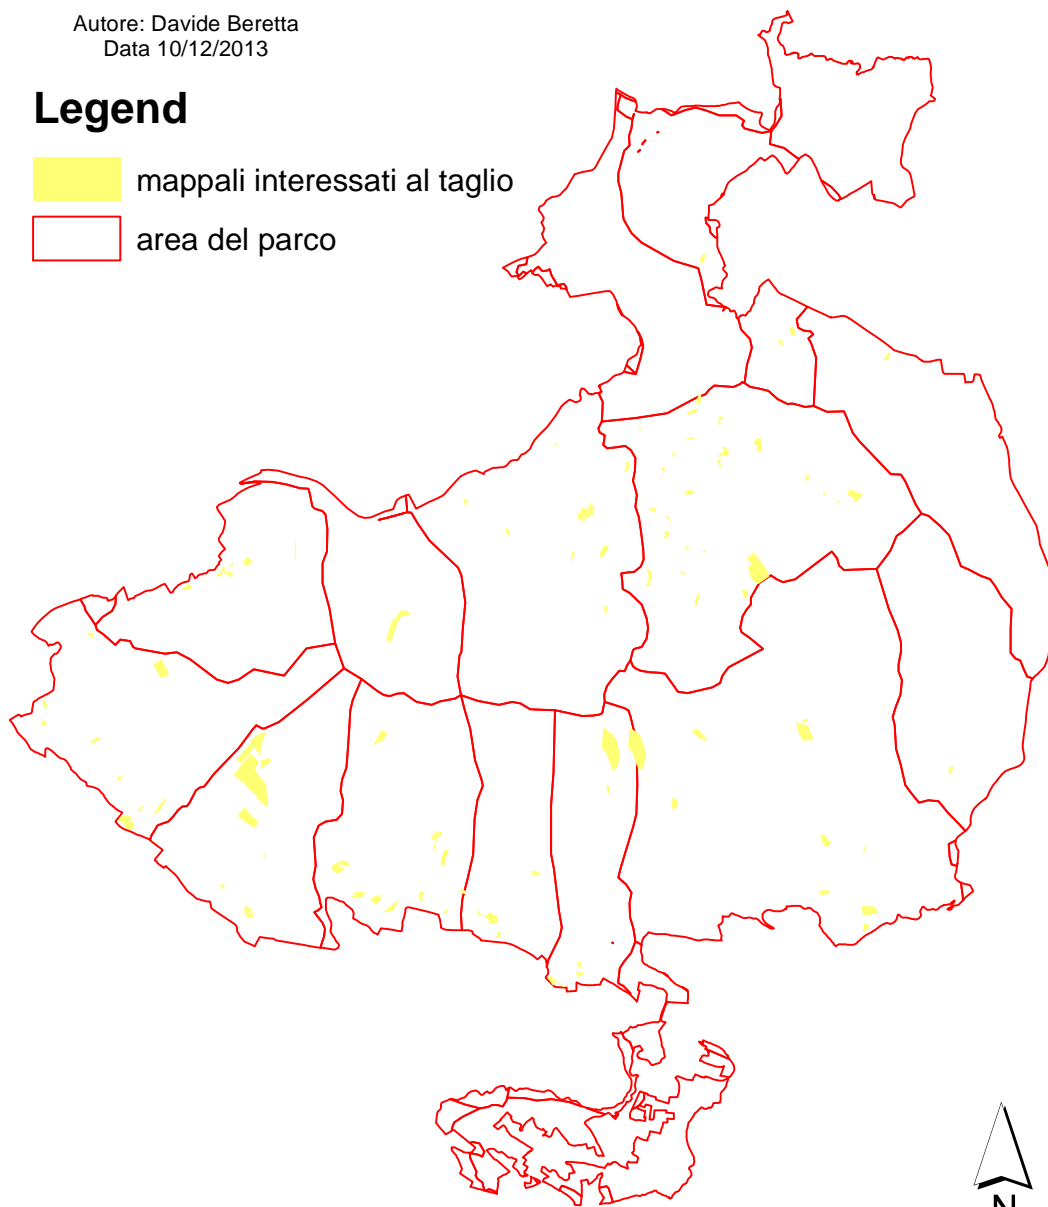 Autore: Davide Beretta
Data 10/12/2013
Legend
mappali interessati al taglio
area del parco
N